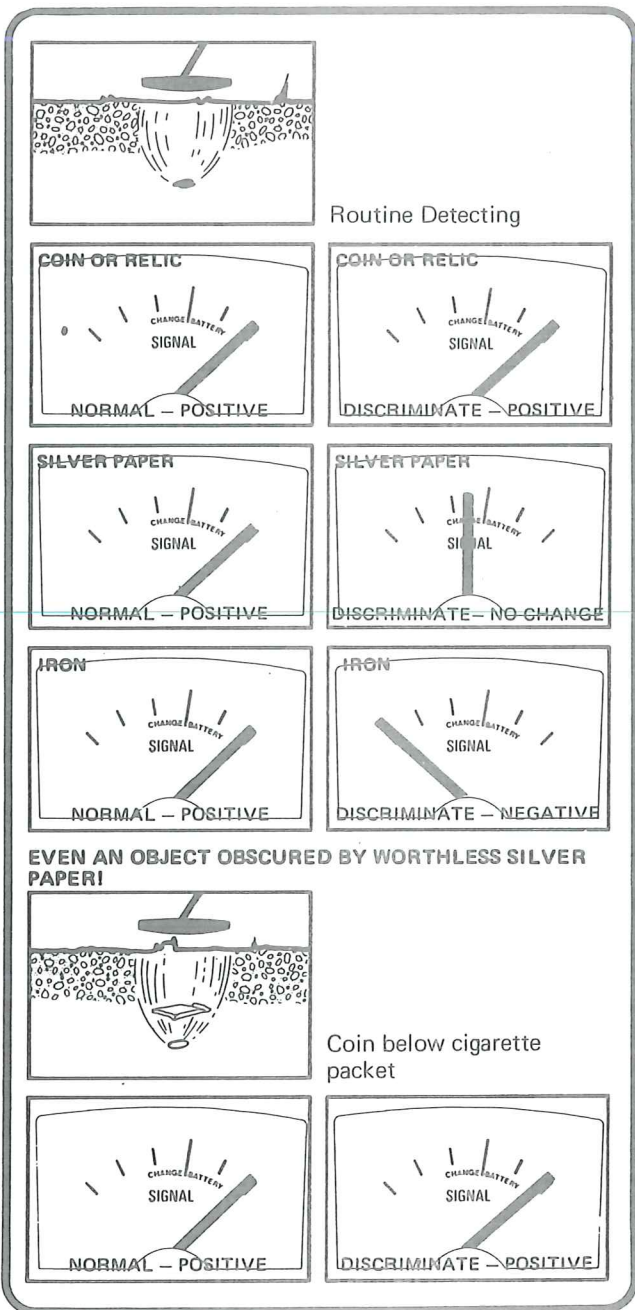 Routine Detecting
COIN OR RELIC
CHANGE BATTERY
SIGNAL
NORMAL – POSITIVE
COIN OR RELIC
CHANGE BATTERY
SIGNAL
DISCRIMINATE – POSITIVE
SILVER PAPER
CHANGE BATTERY
SIGNAL
NORMAL – POSITIVE
SILVER PAPER
CHANGE BATTERY
SIGNAL
DISCRIMINATE – NO CHANGE
IRON
CHANGE BATTERY
SIGNAL
NORMAL – POSITIVE
IRON
CHANGE BATTERY
SIGNAL
DISCRIMINATE – NEGATIVE
EVEN AN OBJECT OBSCURED BY WORTHLESS SILVER
PAPER!
Coin below cigarette
packet
CHANGE BATTERY
SIGNAL
NORMAL – POSITIVE
CHANGE BATTERY
SIGNAL
DISCRIMINATE – POSITIVE